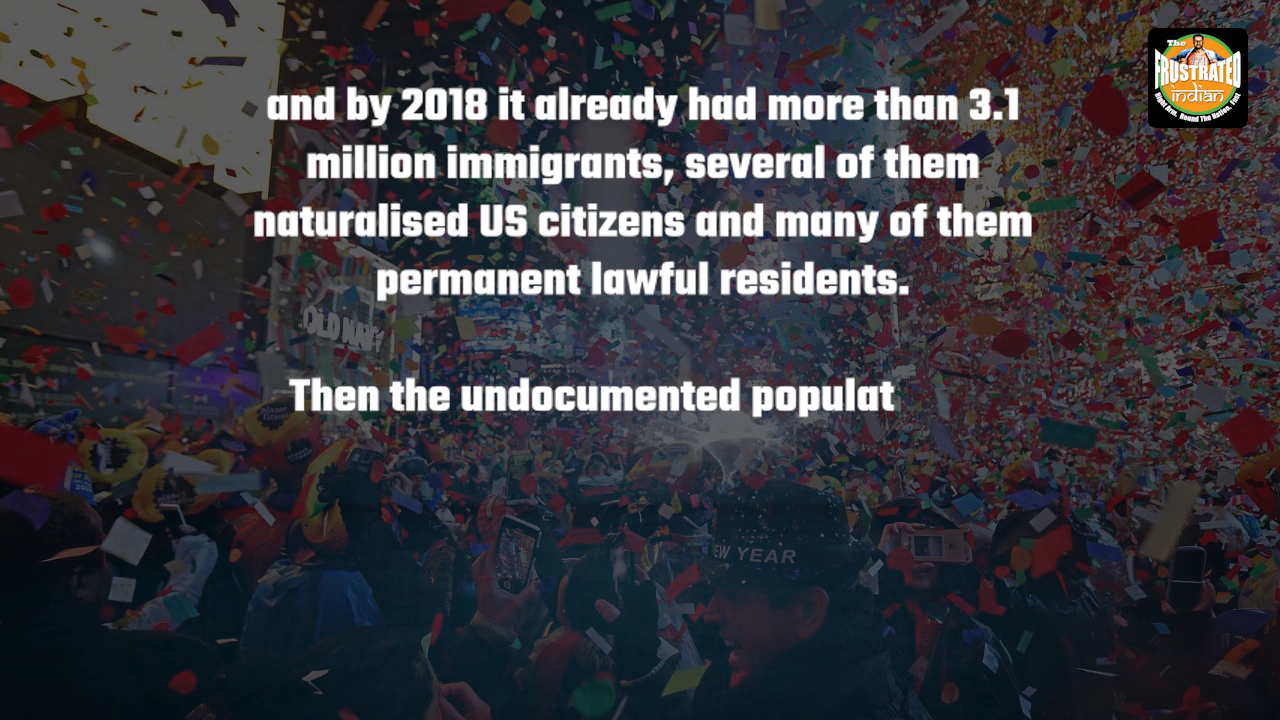 The
FRUSTRATED
indian
and by 2018 it already had more than 3.1
million immigrants, several of them
naturalised US citizens and many of them
permanent lawful residents.
Then the undocumented populat
OLD NAVY
EW YEAR